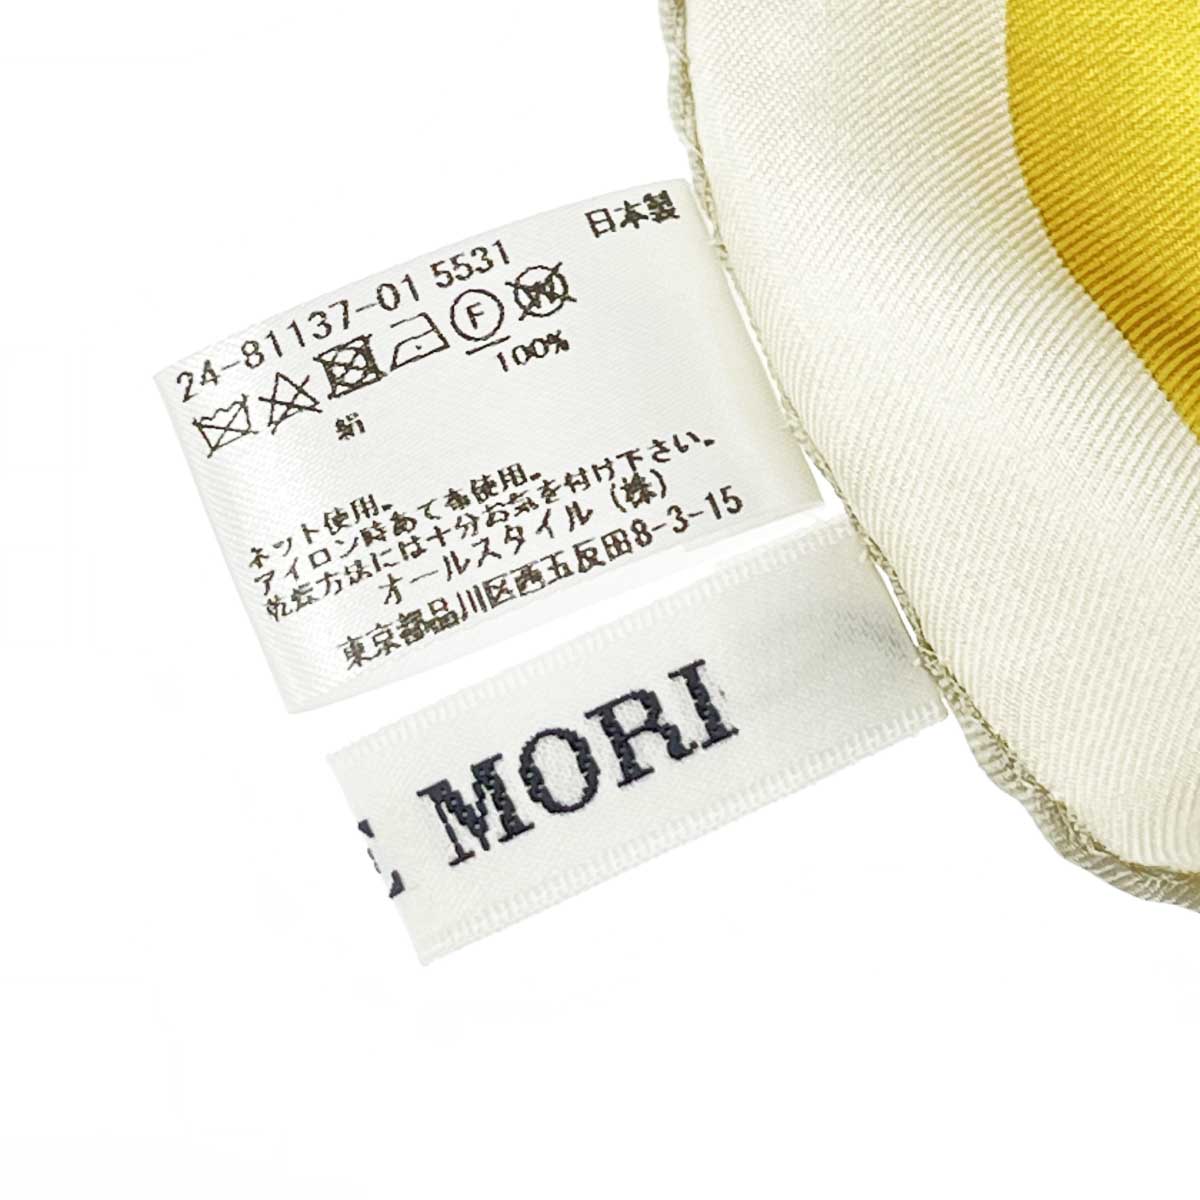 日本製
24-81137-01 5531
F W
絹 100%
ネット使用。
アイロン時あて布使用。
乾燥方法には十分お気を付け下さい。
オールスタイル(株)
東京都品川区西五反田8-3-15
E MORI